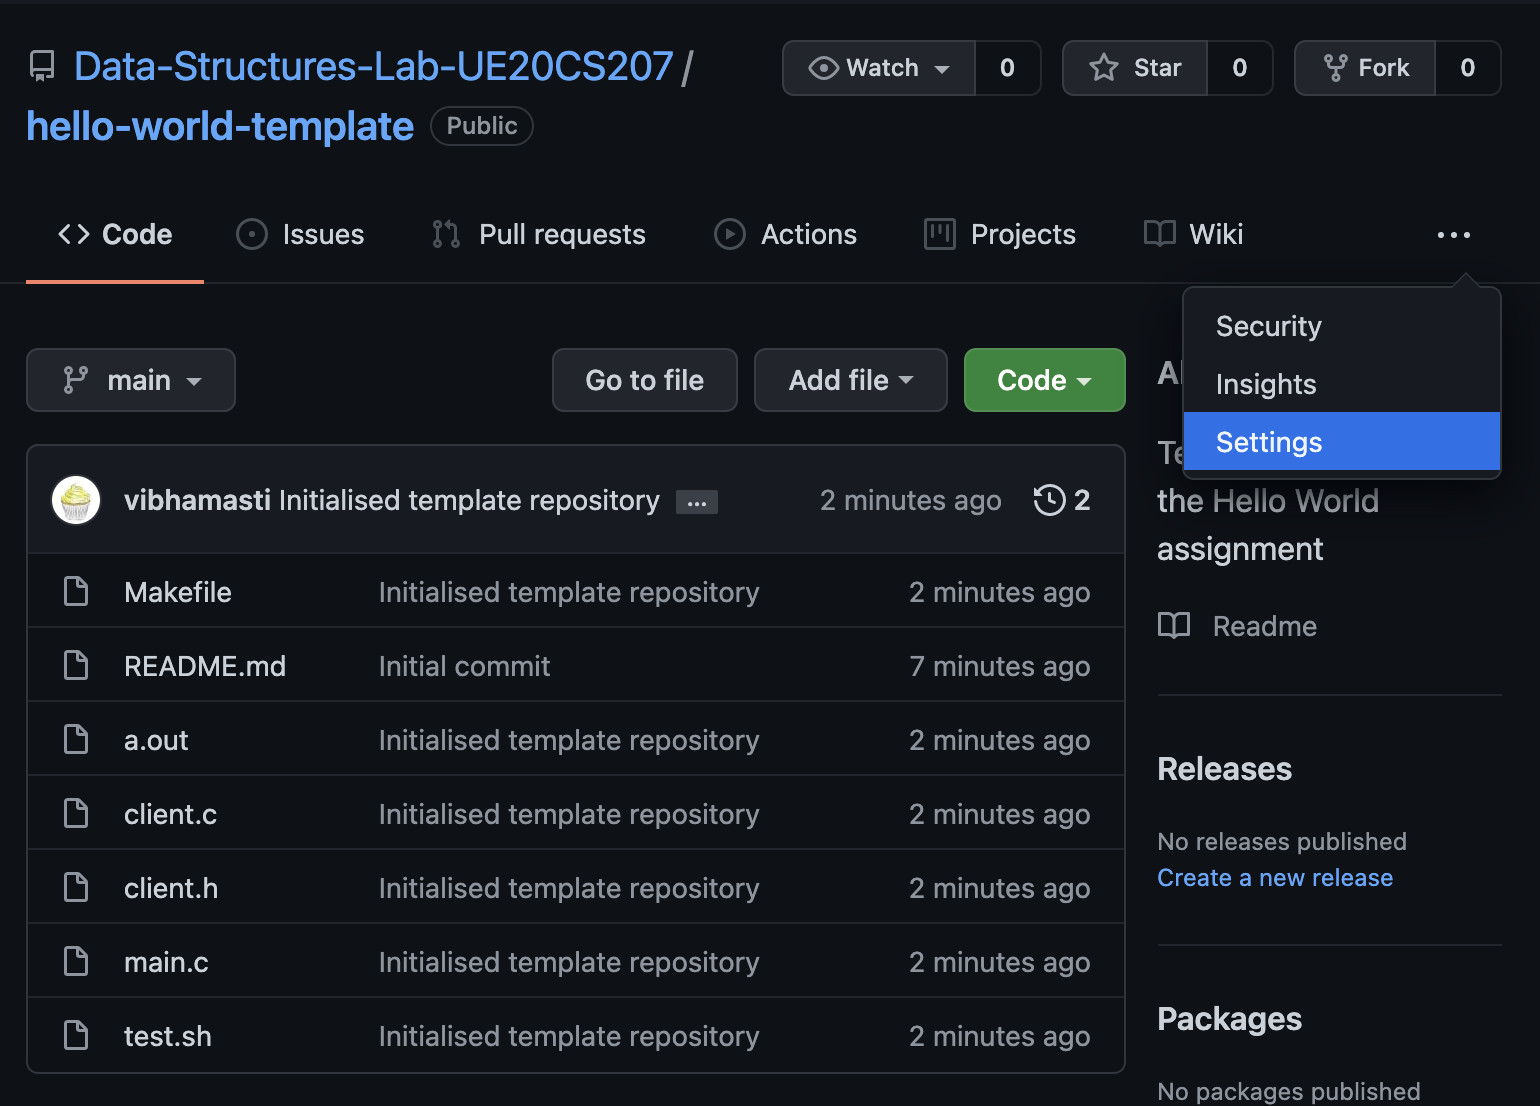 Data-Structures-Lab-UE20CS207 /
hello-world-template Public
Watch 0 Star 0 Fork 0
Code Issues Pull requests Actions Projects Wiki ...
Security
Insights
Settings
main Go to file Add file Code
vibhamasti Initialised template repository ... 2 minutes ago 2
Makefile Initialised template repository 2 minutes ago
README.md Initial commit 7 minutes ago
a.out Initialised template repository 2 minutes ago
client.c Initialised template repository 2 minutes ago
client.h Initialised template repository 2 minutes ago
main.c Initialised template repository 2 minutes ago
test.sh Initialised template repository 2 minutes ago
the Hello World
assignment
Readme
Releases
No releases published
Create a new release
Packages
No packages published